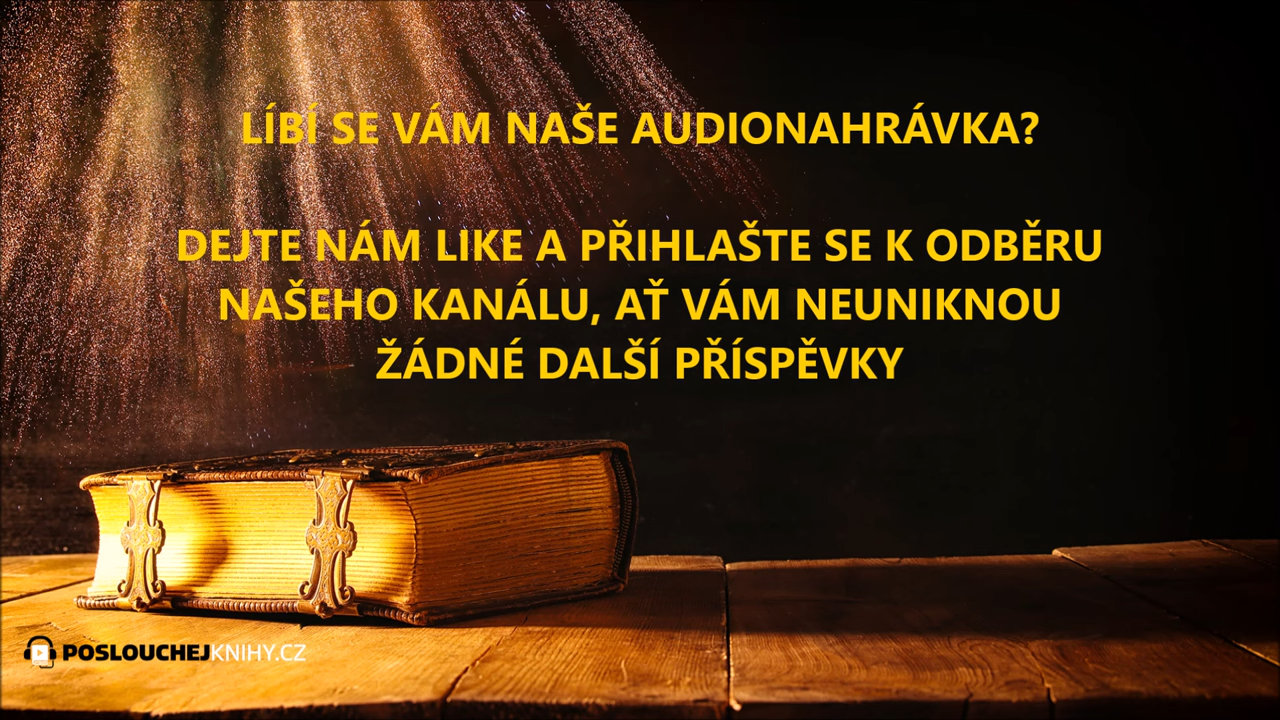 LÍBÍ SE VÁM NAŠE AUDIONAHRÁVKA?
DEJTE NÁM LIKE A PŘIHLAŠTE SE K ODBĚRU
NAŠEHO KANÁLU, AŤ VÁM NEUNIKNOU
ŽÁDNÉ DALŠÍ PŘÍSPĚVKY
POSLOUCHEJKNIHY.CZ